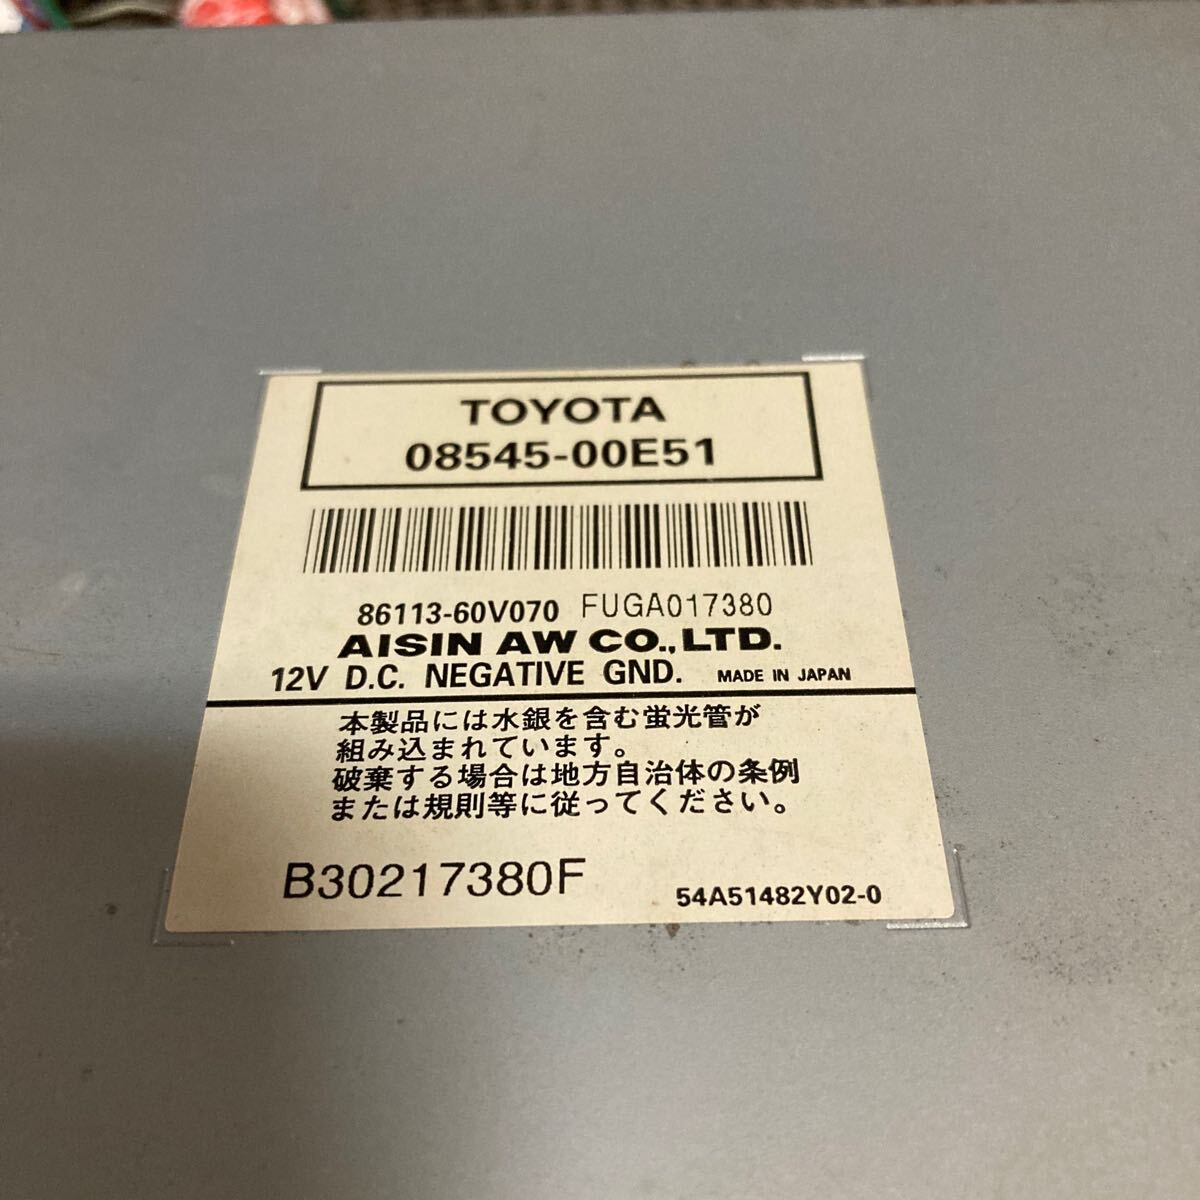 TOYOTA
08545-00E51
86113-60V070 FUGA017380
AISIN AW CO.,LTD.
12V D.C. NEGATIVE GND. MADE IN JAPAN
本製品には水銀を含む蛍光管が
組み込まれています。
破棄する場合は地方自治体の条例
または規則等に従ってください。
B30217380F 54A51482Y02-0